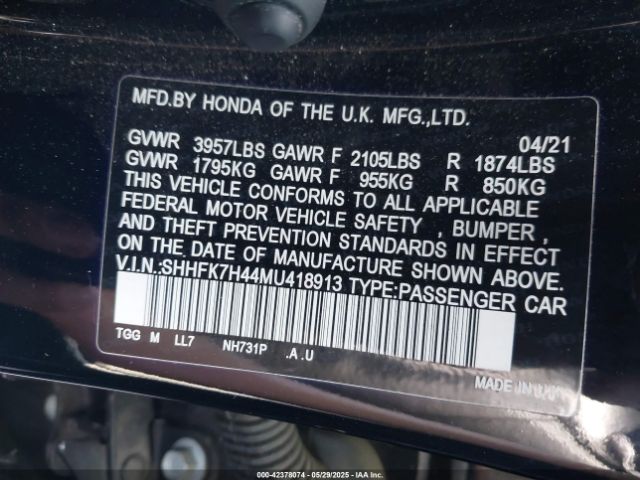 MFD.BY HONDA OF THE U.K. MFG.,LTD.
04/21
GVWR 3957LBS GAWR F 2105LBS R 1874LBS
GVWR 1795KG GAWR F 955KG R 850KG
THIS VEHICLE CONFORMS TO ALL APPLICABLE
FEDERAL MOTOR VEHICLE SAFETY , BUMPER ,
AND THEFT PREVENTION STANDARDS IN EFFECT
ON THE DATE OF MANUFACTURE SHOWN ABOVE.
V.I.N.:SHHFK7H44MU418913 TYPE:PASSENGER CAR
TGG M LL7 NH731P .A.U
MADE IN U.K
000-42378074 - 05/29/2025 - IAA Inc.